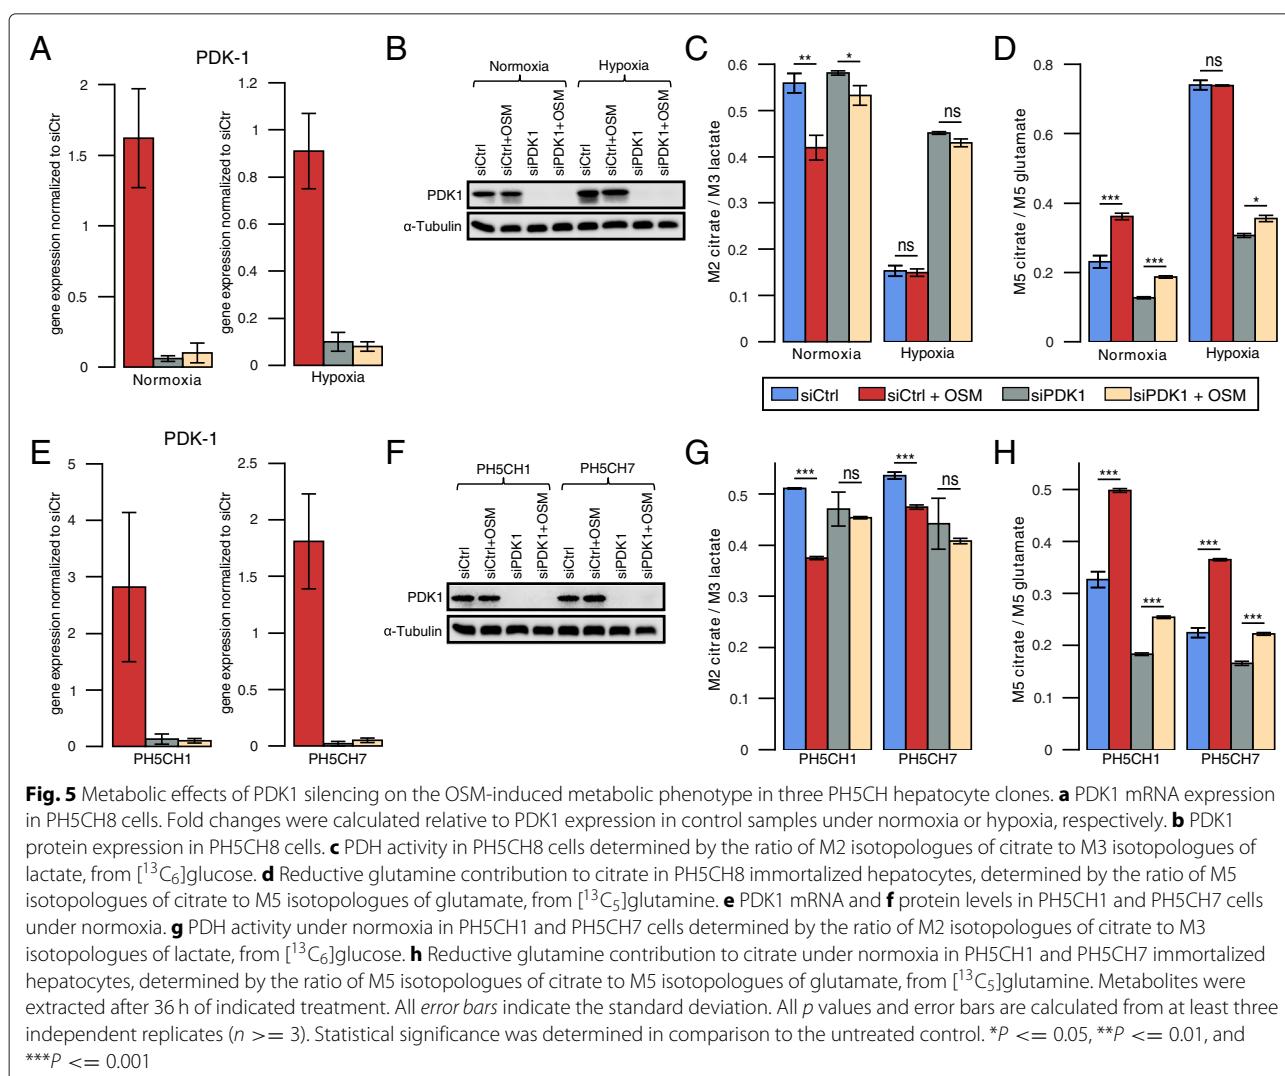 A
PDK-1
gene expression normalized to siCtr
2
1.5
1
0.5
0
Normoxia
gene expression normalized to siCtr
1.2
1
0.8
0.6
0.4
0.2
0
Hypoxia
B
Normoxia Hypoxia
siCtrl siCtrl+OSM siPDK1 siPDK1+OSM siCtrl siCtrl+OSM siPDK1 siPDK1+OSM
PDK1
α-Tubulin
C
M2 citrate / M3 lactate
0.6
0.5
0.4
0.3
0.2
0.1
0
** * ns ns
Normoxia Hypoxia
D
M5 citrate / M5 glutamate
0.8
0.6
0.4
0.2
0
*** *** ns *
Normoxia Hypoxia
siCtrl siCtrl + OSM siPDK1 siPDK1 + OSM
E
PDK-1
gene expression normalized to siCtr
5
4
3
2
1
0
PH5CH1
gene expression normalized to siCtr
2.5
2
1.5
1
0.5
0
PH5CH7
F
PH5CH1 PH5CH7
siCtrl siCtrl+OSM siPDK1 siPDK1+OSM siCtrl siCtrl+OSM siPDK1 siPDK1+OSM
PDK1
α-Tubulin
G
M2 citrate / M3 lactate
0.5
0.4
0.3
0.2
0.1
0
*** ns *** ns
PH5CH1 PH5CH7
H
M5 citrate / M5 glutamate
0.5
0.4
0.3
0.2
0.1
0
*** *** *** ***
PH5CH1 PH5CH7
Fig. 5 Metabolic effects of PDK1 silencing on the OSM-induced metabolic phenotype in three PH5CH hepatocyte clones. a PDK1 mRNA expression
in PH5CH8 cells. Fold changes were calculated relative to PDK1 expression in control samples under normoxia or hypoxia, respectively. b PDK1
protein expression in PH5CH8 cells. c PDH activity in PH5CH8 cells determined by the ratio of M2 isotopologues of citrate to M3 isotopologues of
lactate, from [¹³C₆]glucose. d Reductive glutamine contribution to citrate in PH5CH8 immortalized hepatocytes, determined by the ratio of M5
isotopologues of citrate to M5 isotopologues of glutamate, from [¹³C₅]glutamine. e PDK1 mRNA and f protein levels in PH5CH1 and PH5CH7 cells
under normoxia. g PDH activity under normoxia in PH5CH1 and PH5CH7 cells determined by the ratio of M2 isotopologues of citrate to M3
isotopologues of lactate, from [¹³C₆]glucose. h Reductive glutamine contribution to citrate under normoxia in PH5CH1 and PH5CH7 immortalized
hepatocytes, determined by the ratio of M5 isotopologues of citrate to M5 isotopologues of glutamate, from [¹³C₅]glutamine. Metabolites were
extracted after 36 h of indicated treatment. All error bars indicate the standard deviation. All p values and error bars are calculated from at least three
independent replicates (n >= 3). Statistical significance was determined in comparison to the untreated control. *P <= 0.05, **P <= 0.01, and
***P <= 0.001